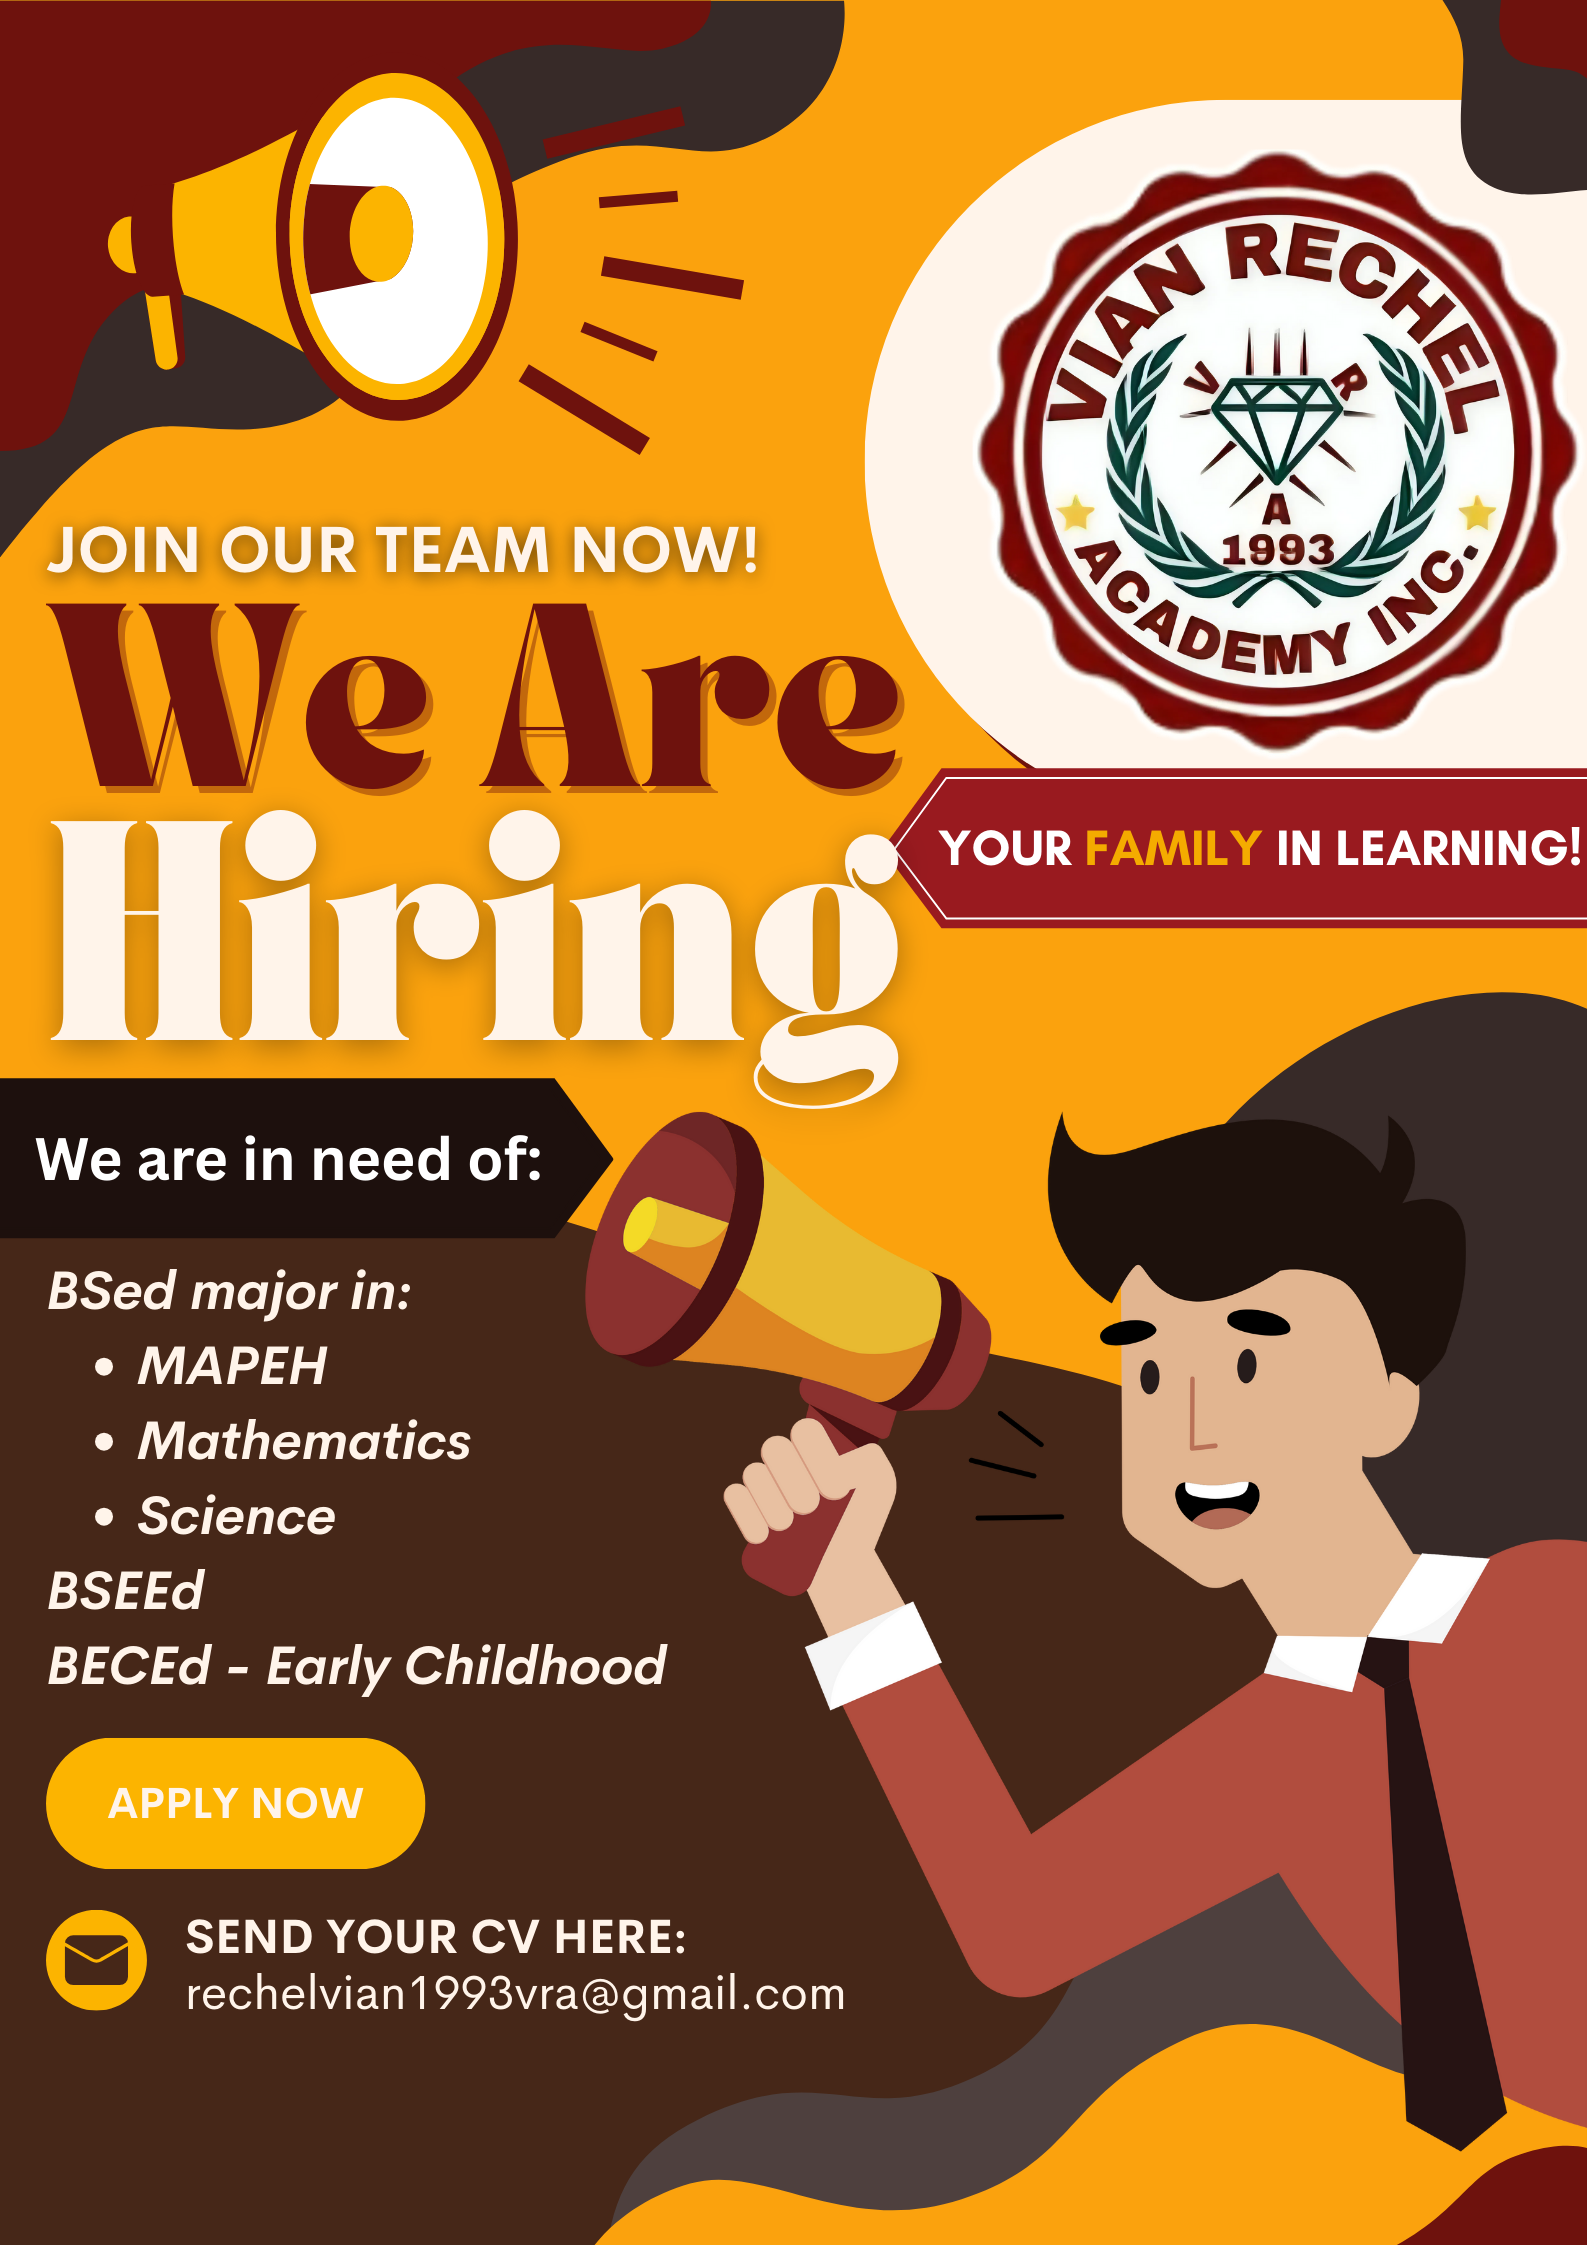 VIAN RECHEL
V R
A
1993
ACADEMY INC.
JOIN OUR TEAM NOW!
We Are
Hiring
YOUR FAMILY IN LEARNING!
We are in need of:
BSed major in:
• MAPEH
• Mathematics
• Science
BSEEd
BECEd - Early Childhood
APPLY NOW
SEND YOUR CV HERE:
rechelvian1993vra@gmail.com